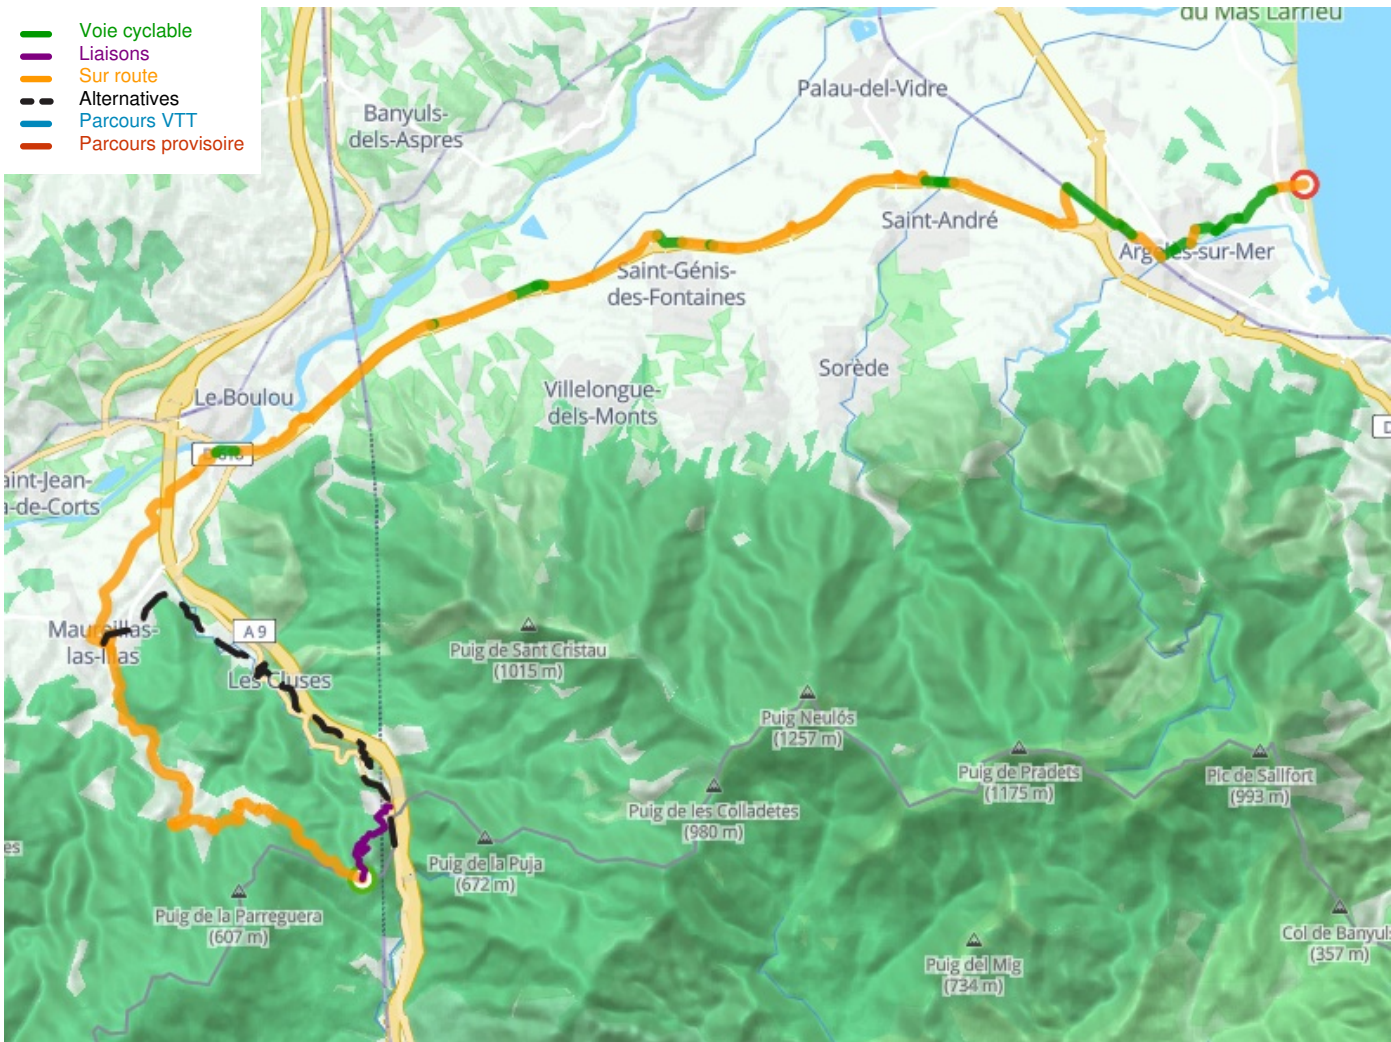 Voie cyclable
Liaisons
Sur route
Alternatives
Parcours VTT
Parcours provisoire
du Mas Larrieu
Palau-del-Vidre
Banyuls-
dels-Aspres
Saint-André
Argelès-sur-Mer
Saint-Génis-
des-Fontaines
Sorède
Villelongue-
dels-Monts
Le Boulou
D
aint-Jean-
a-de-Corts
A 9
Maureillas-
las-Illas
Les Cluses
Puig de Sant Cristau
(1015 m)
Puig Neulós
(1257 m)
Puig de Pradets
(1175 m)
Pic de Sallfort
(993 m)
Puig de les Colladetes
(980 m)
es
Puig de la Puja
(672 m)
Puig de la Parreguera
(607 m)
Col de Banyuls
(357 m)
Puig del Mig
(734 m)